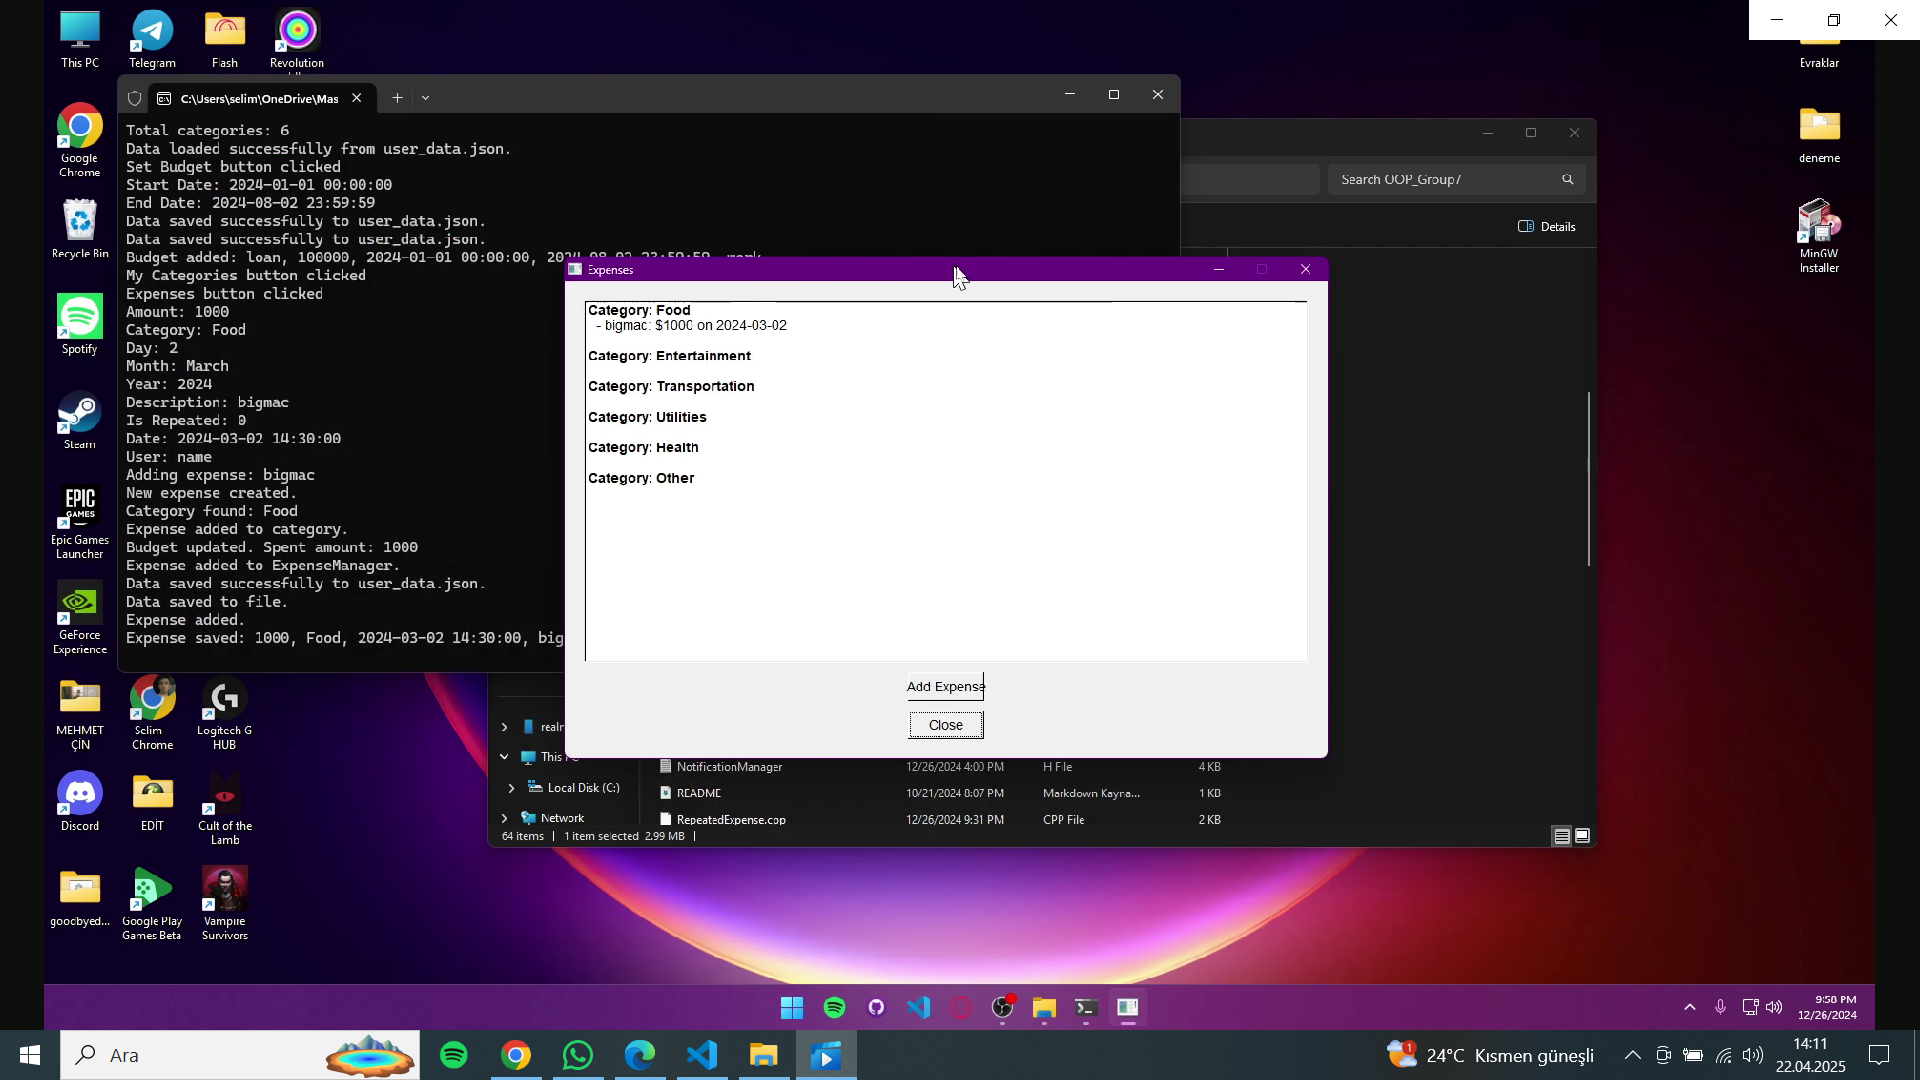 This PC
Telegram
Flash
Revolution
Evraklar
Google
Chrome
deneme
Recycle Bin
MinGW
Installer
Spotify
Steam
EPIC
GAMES
Epic Games
Launcher
GeForce
Experience
MEHMET
ÇİN
Selim -
Chrome
Logitech G
HUB
Discord
EDİT
Cult of the
Lamb
goodbyed...
Google Play
Games Beta
Vampire
Survivors
C:\Users\selim\OneDrive\Mas
Total categories: 6
Data loaded successfully from user_data.json.
Set Budget button clicked
Start Date: 2024-01-01 00:00:00
End Date: 2024-08-02 23:59:59
Data saved successfully to user_data.json.
Data saved successfully to user_data.json.
Budget added: loan, 100000, 2024-01-01 00:00:00, 2024-08-02 23:59:59, work
My Categories button clicked
Expenses button clicked
Amount: 1000
Category: Food
Day: 2
Month: March
Year: 2024
Description: bigmac
Is Repeated: 0
Date: 2024-03-02 14:30:00
User: name
Adding expense: bigmac
New expense created.
Category found: Food
Expense added to category.
Budget updated. Spent amount: 1000
Expense added to ExpenseManager.
Data saved successfully to user_data.json.
Data saved to file.
Expense added.
Expense saved: 1000, Food, 2024-03-02 14:30:00, big
Search OOP_Group7
Details
Expenses
Category: Food
- bigmac: $1000 on 2024-03-02
Category: Entertainment
Category: Transportation
Category: Utilities
Category: Health
Category: Other
Add Expense
Close
realm
This PC
Local Disk (C:)
Network
NotificationManager 12/26/2024 4:00 PM H File 4 KB
README 10/21/2024 8:07 PM Markdown Kayna... 1 KB
RepeatedExpense.cpp 12/26/2024 9:31 PM CPP File 2 KB
64 items 1 item selected 2.99 MB
9:58 PM
12/26/2024
Ara
1
24°C Kısmen güneşli
14:11
22.04.2025